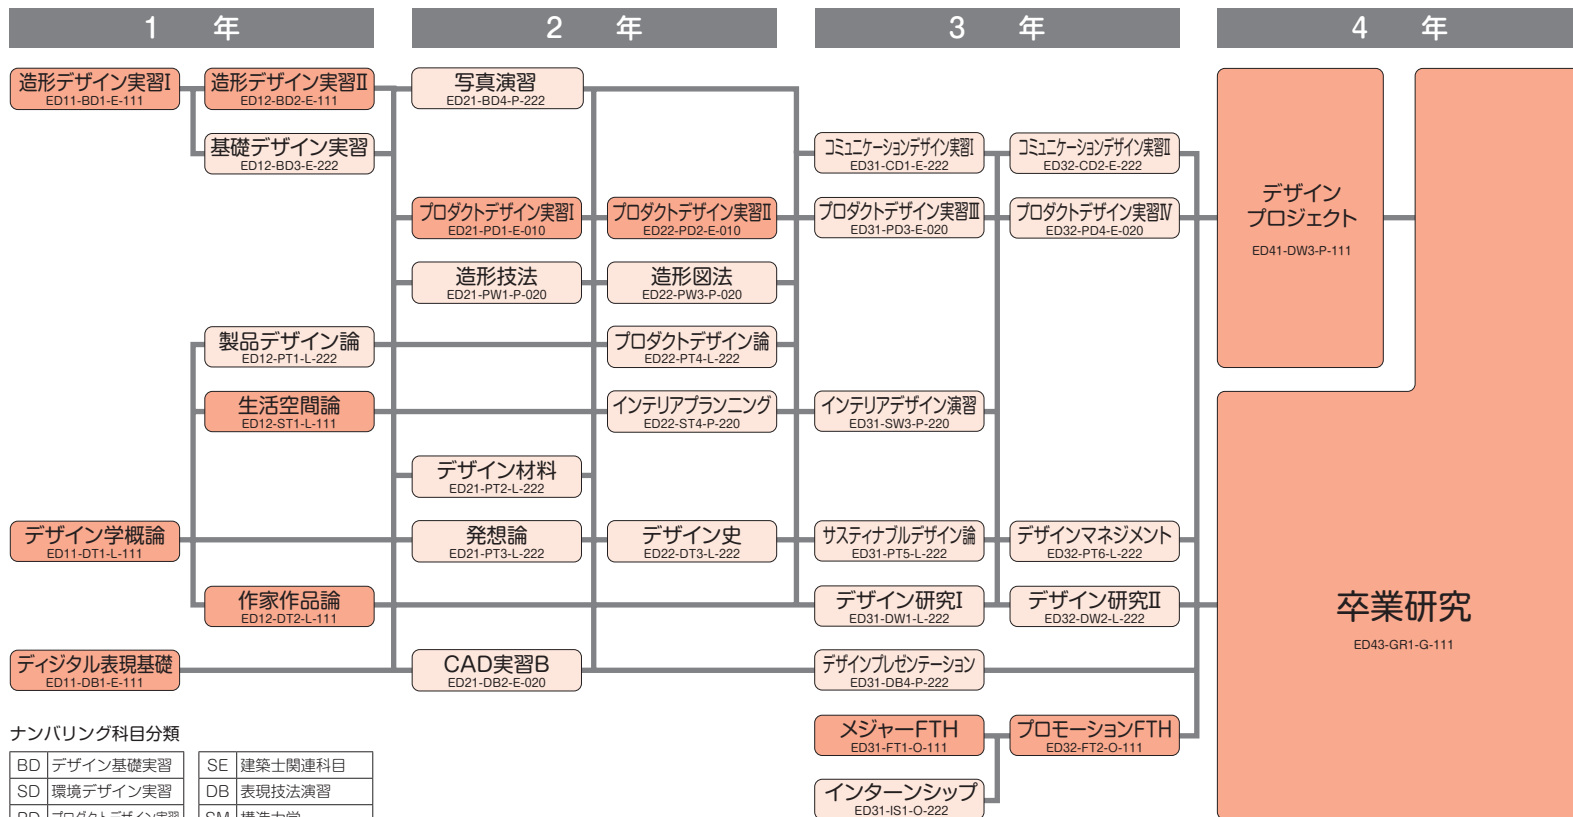 1 年
2 年
3 年
4 年
造形デザイン実習Ⅰ
ED11-BD1-E-111
造形デザイン実習Ⅱ
ED12-BD2-E-111
写真演習
ED21-BD4-P-222
基礎デザイン実習
ED12-BD3-E-222
コミュニケーションデザイン実習Ⅰ
ED31-CD1-E-222
コミュニケーションデザイン実習Ⅱ
ED32-CD2-E-222
プロダクトデザイン実習Ⅰ
ED21-PD1-E-010
プロダクトデザイン実習Ⅱ
ED22-PD2-E-010
プロダクトデザイン実習Ⅲ
ED31-PD3-E-020
プロダクトデザイン実習Ⅳ
ED32-PD4-E-020
デザイン
プロジェクト
ED41-DW3-P-111
造形技法
ED21-PW1-P-020
造形図法
ED22-PW3-P-020
製品デザイン論
ED12-PT1-L-222
プロダクトデザイン論
ED22-PT4-L-222
生活空間論
ED12-ST1-L-111
インテリアプランニング
ED22-ST4-P-220
インテリアデザイン演習
ED31-SW3-P-220
デザイン材料
ED21-PT2-L-222
デザイン学概論
ED11-DT1-L-111
発想論
ED21-PT3-L-222
デザイン史
ED22-DT3-L-222
サスティナブルデザイン論
ED31-PT5-L-222
デザインマネジメント
ED32-PT6-L-222
作家作品論
ED12-DT2-L-111
デザイン研究Ⅰ
ED31-DW1-L-222
デザイン研究Ⅱ
ED32-DW2-L-222
卒業研究
ED43-GR1-G-111
ディジタル表現基礎
ED11-DB1-E-111
CAD実習B
ED21-DB2-E-020
デザインプレゼンテーション
ED31-DB4-P-222
メジャーFTH
ED31-FT1-O-111
プロモーションFTH
ED32-FT2-O-111
インターンシップ
ED31-IS1-O-222
ナンバリング科目分類
BD デザイン基礎実習 SE 建築士関連科目
SD 環境デザイン実習 DB 表現技法演習
PD プロダクトデザイン実習 SM 構造力学